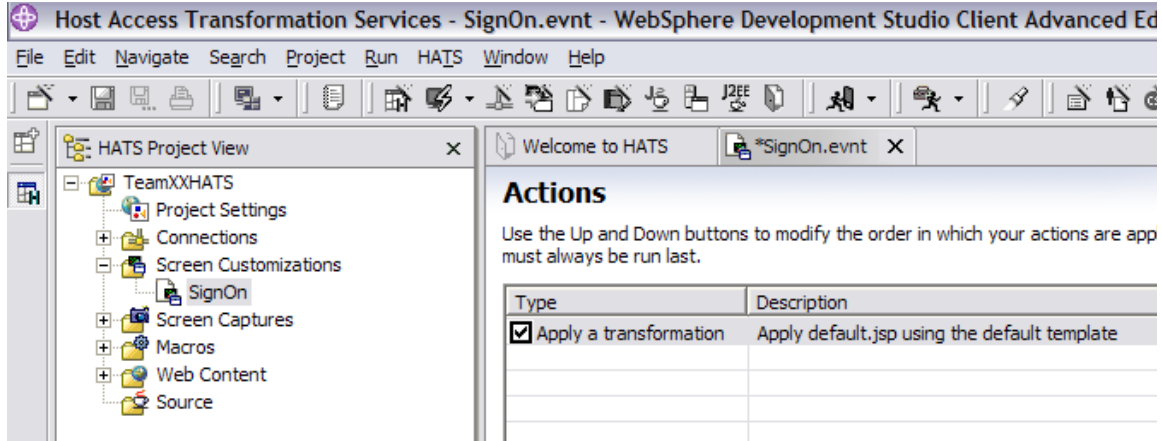 Host Access Transformation Services - SignOn.evnt - WebSphere Development Studio Client Advanced Ed
File Edit Navigate Search Project Run HATS Window Help
HATS Project View
Welcome to HATS
*SignOn.evnt
TeamXXHATS
Project Settings
Connections
Screen Customizations
SignOn
Screen Captures
Macros
Web Content
Source
Actions
Use the Up and Down buttons to modify the order in which your actions are app
must always be run last.
Type Description
Apply a transformation Apply default.jsp using the default template